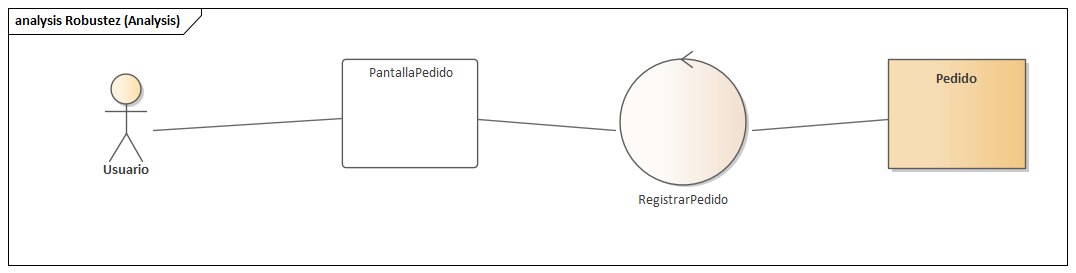 analysis Robustez (Analysis)
PantallaPedido
Pedido
Usuario
RegistrarPedido